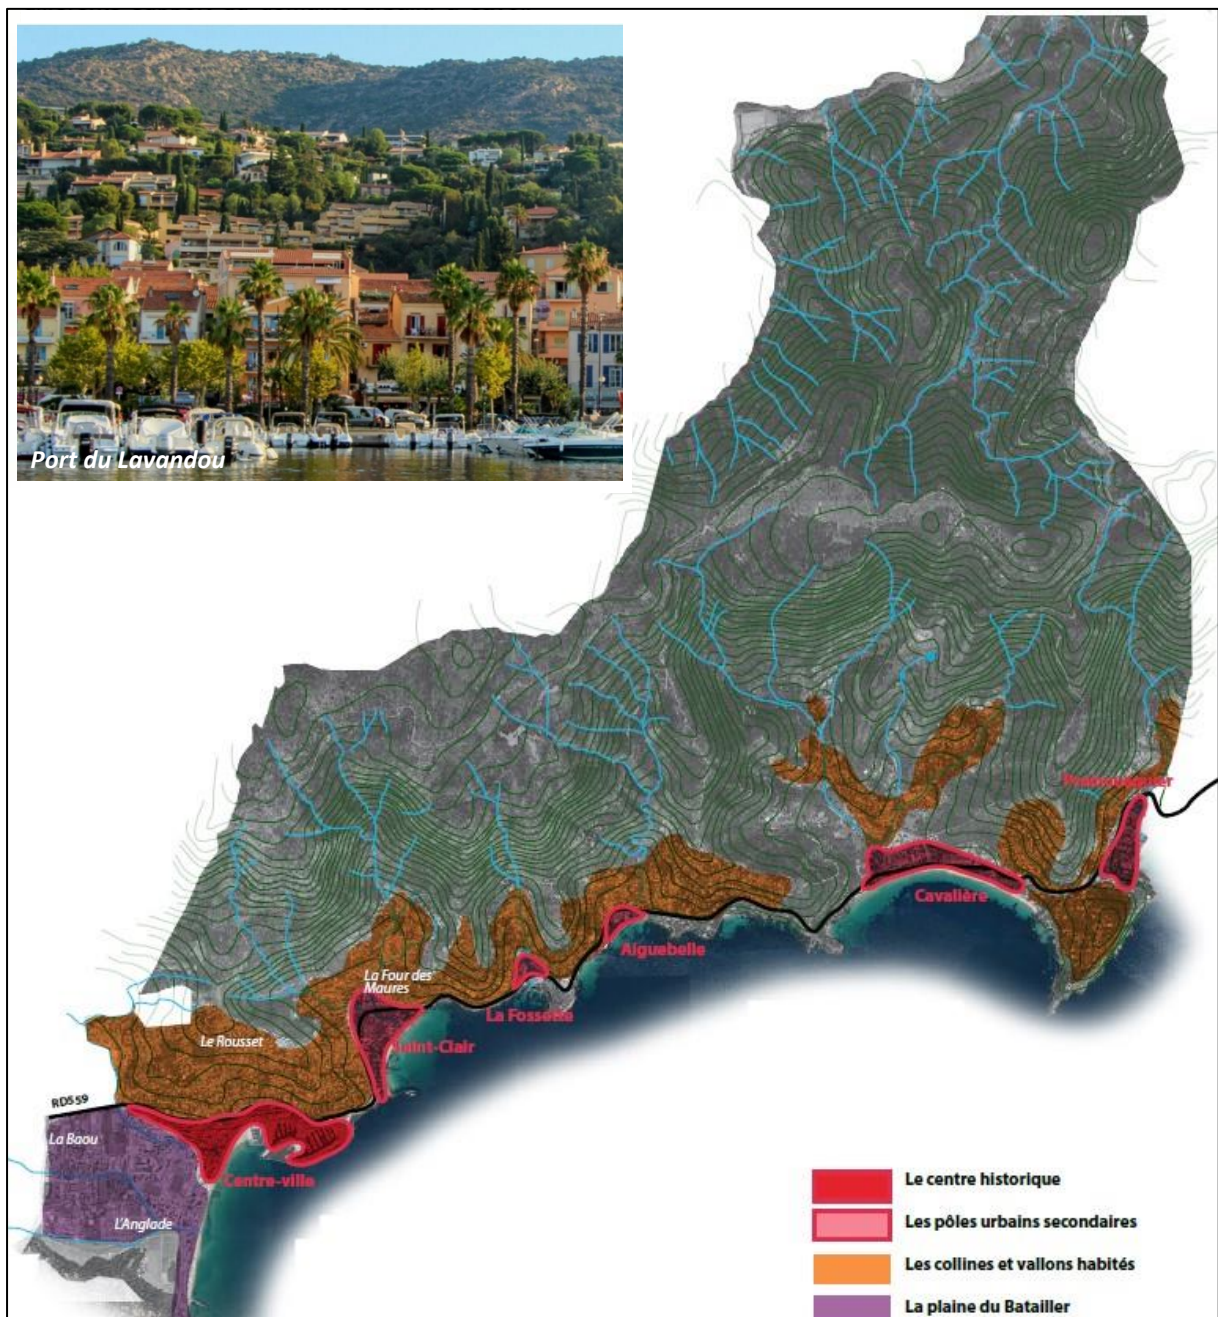 Port du Lavandou
Cavalière
Aiguebelle
La Four des
Maures
La Fossette
Le Rousset
Saint-Clair
RD559
La Baou
Centre-ville
L'Anglade
Le centre historique
Les pôles urbains secondaires
Les collines et vallons habités
La plaine du Batailler